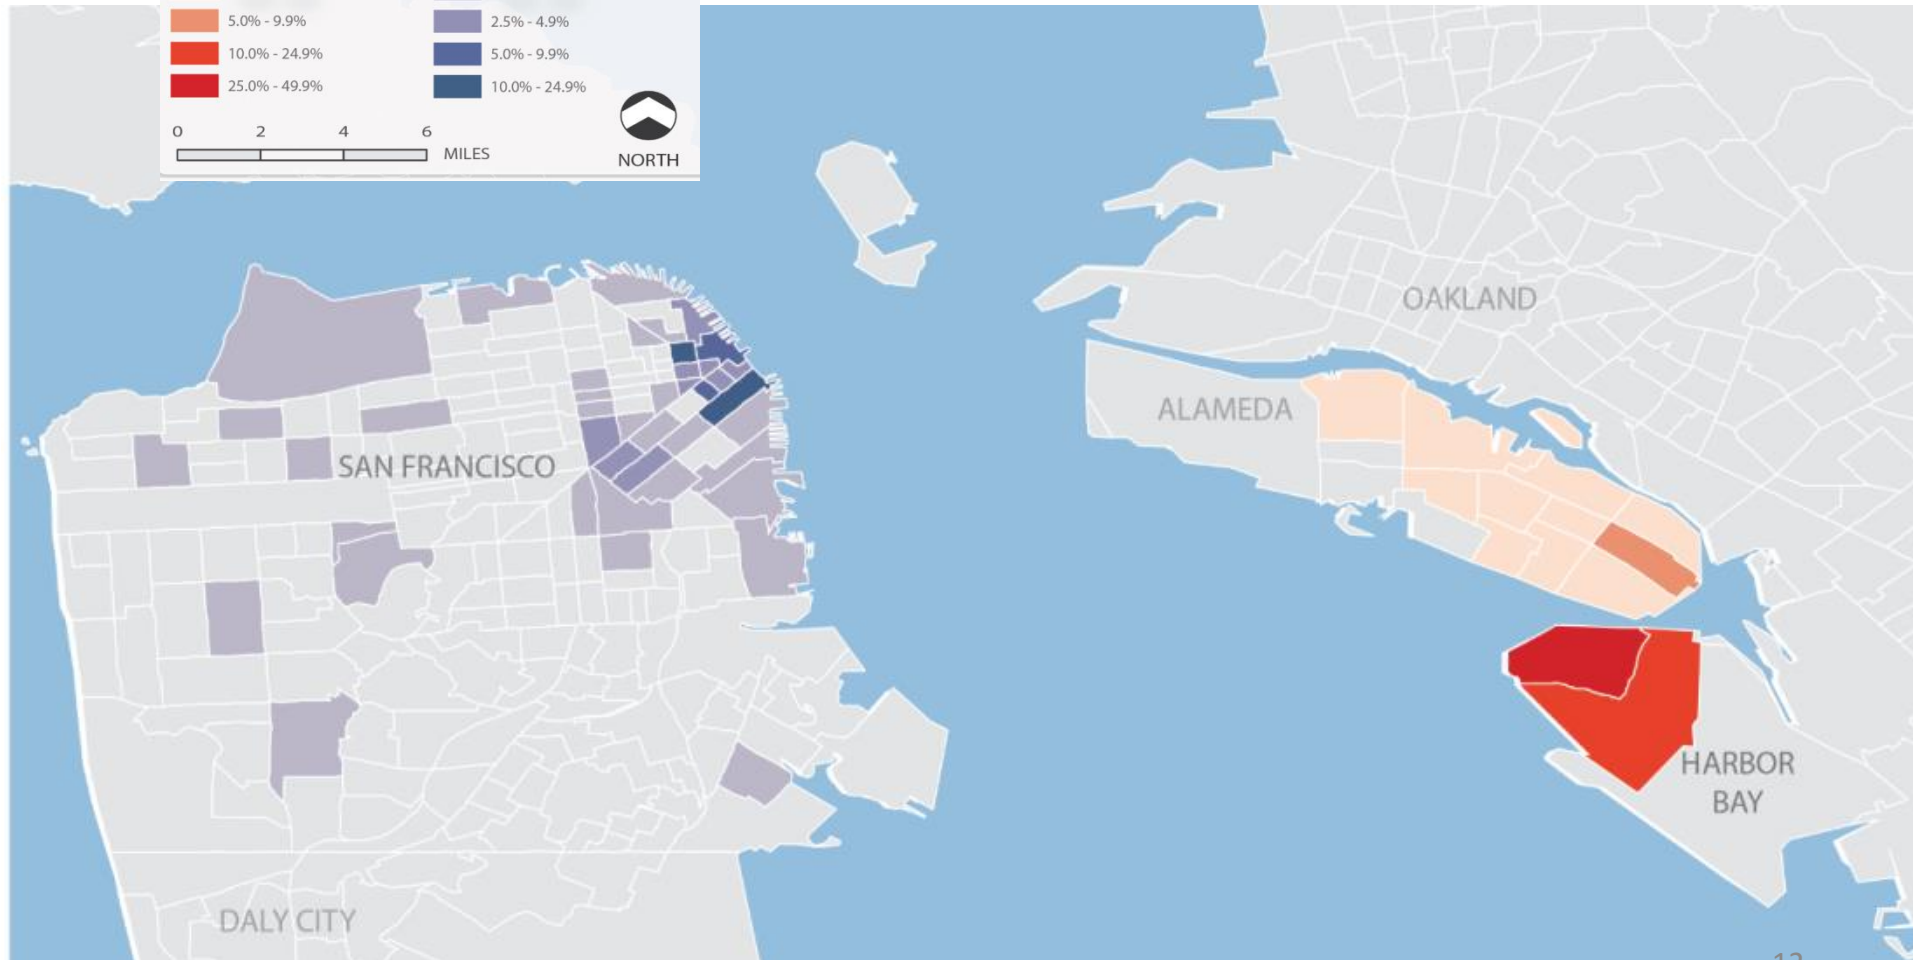 5.0% - 9.9%
2.5% - 4.9%
10.0% - 24.9%
5.0% - 9.9%
25.0% - 49.9%
10.0% - 24.9%
0 2 4 6
MILES
NORTH
OAKLAND
ALAMEDA
SAN FRANCISCO
HARBOR
BAY
DALY CITY